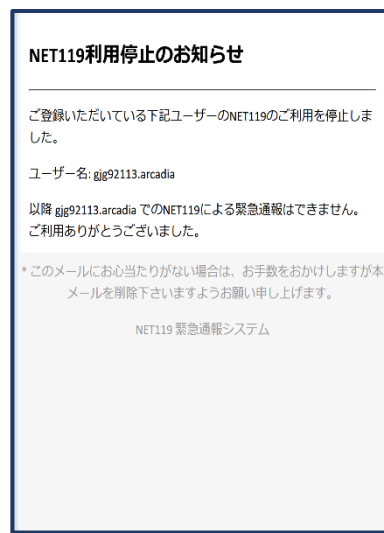 NET119利用停止のお知らせ
ご登録いただいている下記ユーザーのNET119のご利用を停止しま
した。
ユーザー名: gjg92113.arcadia
以降 gjg92113.arcadia でのNET119による緊急通報はできません。
ご利用ありがとうございました。
* このメールにお心当たりがない場合は、お手数をおかけしますが本
メールを削除下さいますようお願い申し上げます。
NET119 緊急通報システム